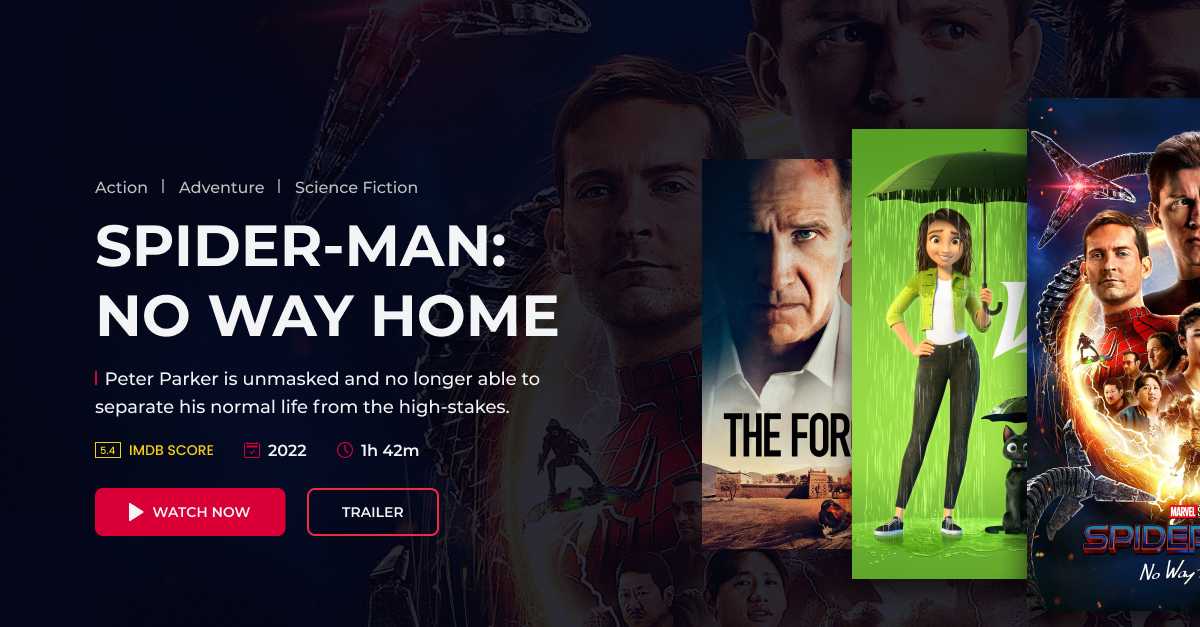 Action | Adventure | Science Fiction
SPIDER-MAN:
NO WAY HOME
Peter Parker is unmasked and no longer able to
separate his normal life from the high-stakes.
5.4 IMDB SCORE 2022 1h 42m
WATCH NOW TRAILER
THE FOR
MARVEL S
SPIDER
No Way